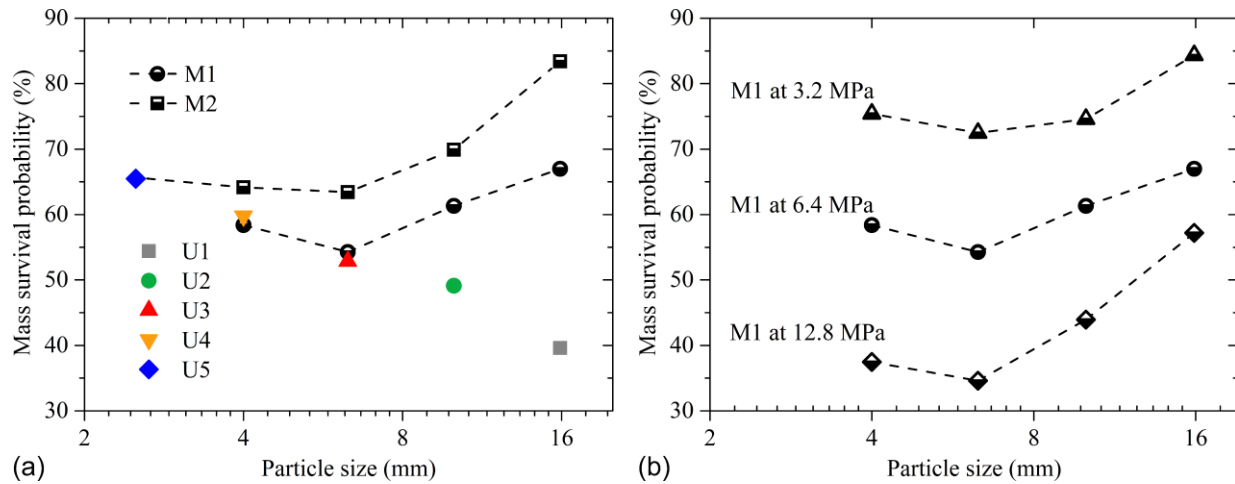 90
80
70
60
50
40
30
Mass survival probability (%)
M1
M2
U1
U2
U3
U4
U5
2 4 8 16
Particle size (mm)
(a)
90
80
70
60
50
40
30
Mass survival probability (%)
M1 at 3.2 MPa
M1 at 6.4 MPa
M1 at 12.8 MPa
2 4 8 16
Particle size (mm)
(b)